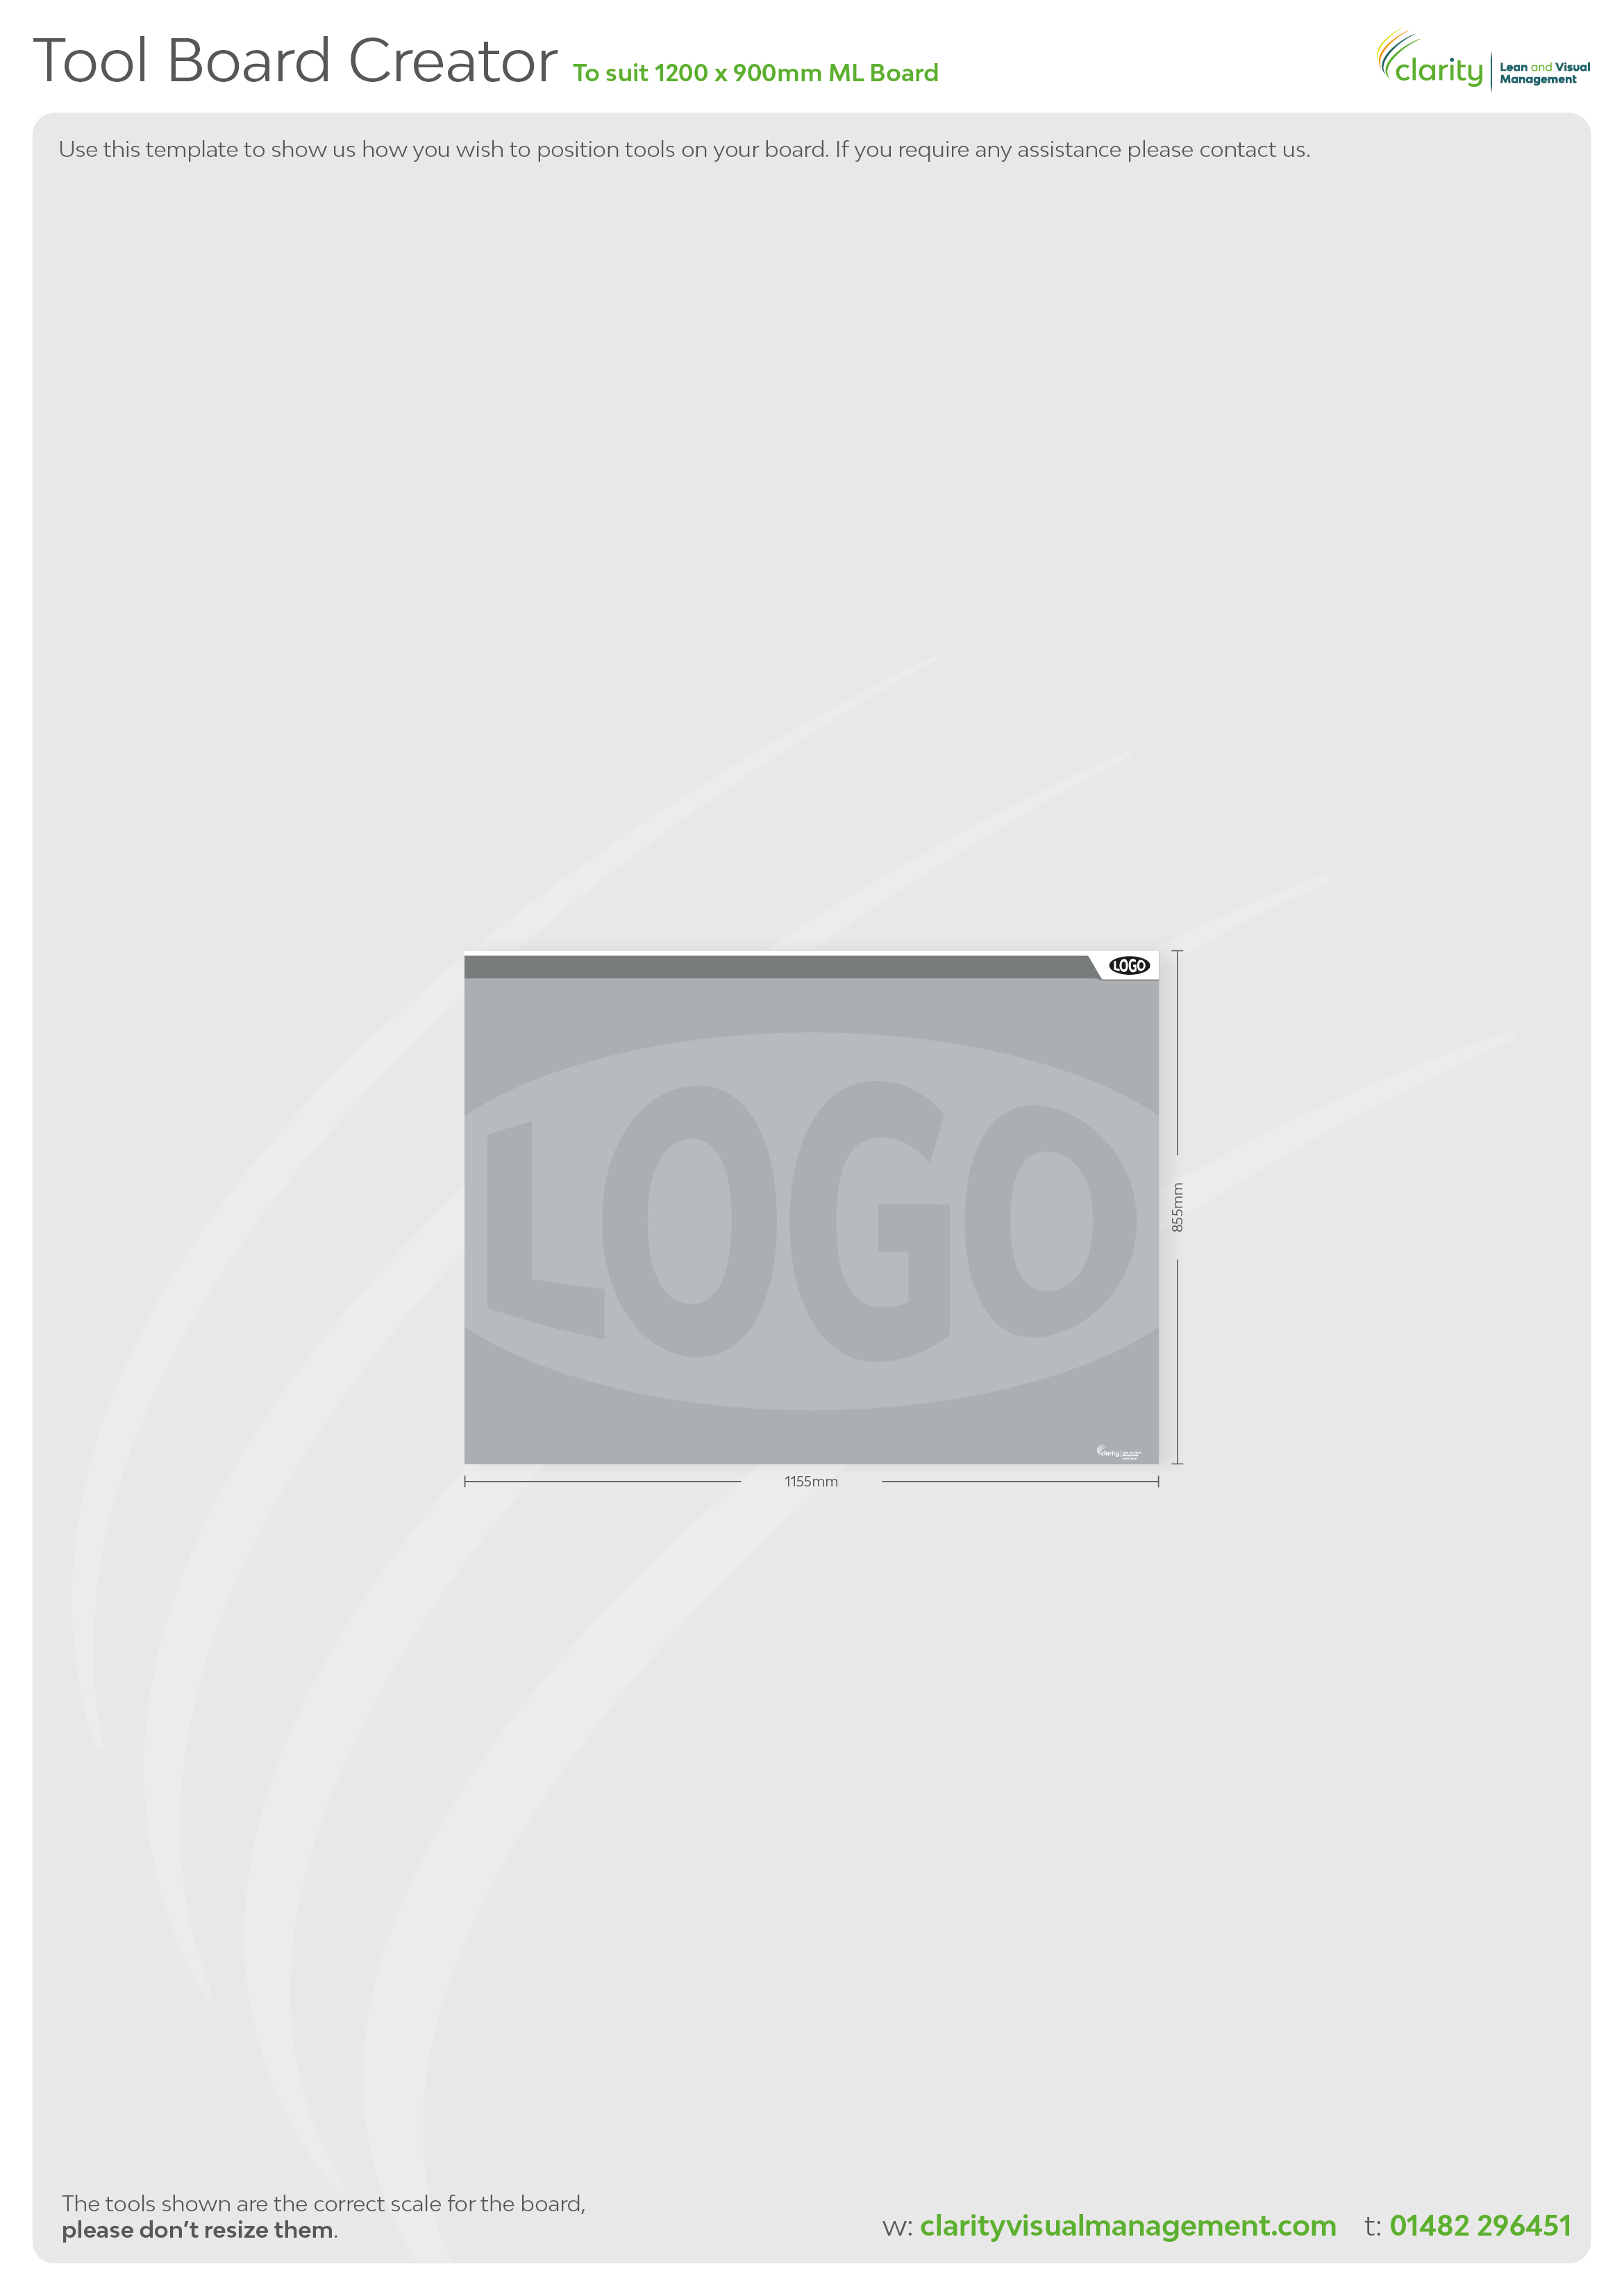 Tool Board Creator To suit 1200 x 900mm ML Board
clarity Lean and Visual Management
Use this template to show us how you wish to position tools on your board. If you require any assistance please contact us.
LOGO
LOGO
855mm
clarity
1155mm
The tools shown are the correct scale for the board,
please don’t resize them.
w: clarityvisualmanagement.com t: 01482 296451